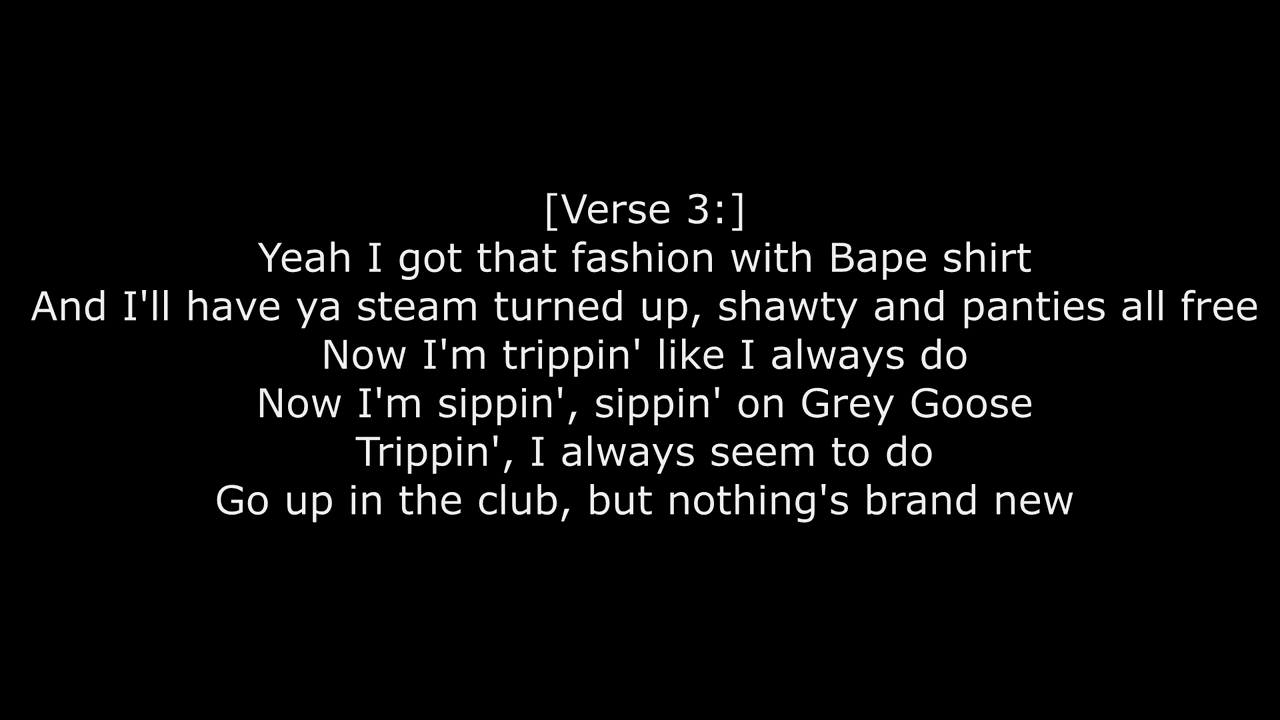 [Verse 3:]
Yeah I got that fashion with Bape shirt
And I'll have ya steam turned up, shawty and panties all free
Now I'm trippin' like I always do
Now I'm sippin', sippin' on Grey Goose
Trippin', I always seem to do
Go up in the club, but nothing's brand new